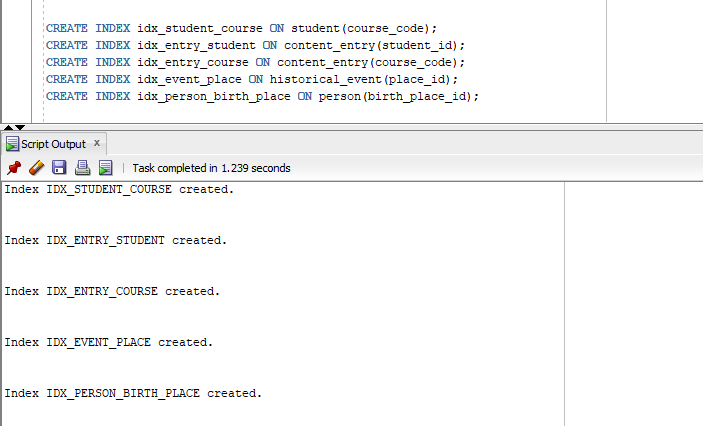 CREATE INDEX idx_student_course ON student(course_code);
CREATE INDEX idx_entry_student ON content_entry(student_id);
CREATE INDEX idx_entry_course ON content_entry(course_code);
CREATE INDEX idx_event_place ON historical_event(place_id);
CREATE INDEX idx_person_birth_place ON person(birth_place_id);
Script Output x
Task completed in 1.239 seconds
Index IDX_STUDENT_COURSE created.
Index IDX_ENTRY_STUDENT created.
Index IDX_ENTRY_COURSE created.
Index IDX_EVENT_PLACE created.
Index IDX_PERSON_BIRTH_PLACE created.